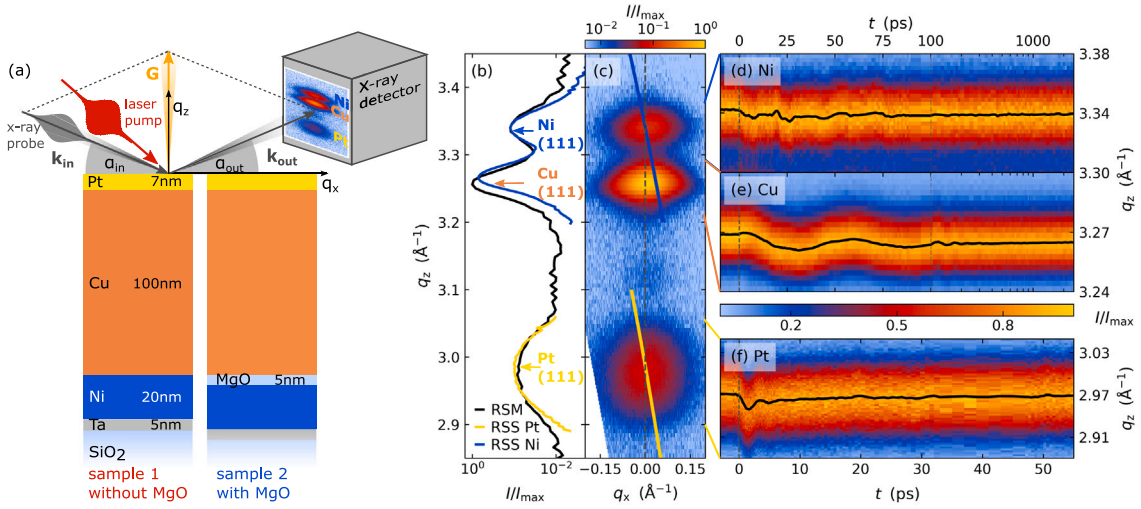 (a)
G
q_z
laser
pump
x-ray
probe
k_in
α_in
α_out
k_out
q_x
Ni
Cu
Pt
x-ray
detector
Pt 7nm
Cu 100nm
Ni 20nm
Ta 5nm
SiO₂
MgO 5nm
sample 1
without MgO
sample 2
with MgO
(b)
q_z (Å⁻¹)
3.4
3.3
3.2
3.1
3.0
2.9
Ni
(111)
Cu
(111)
Pt
(111)
RSM
RSS Pt
RSS Ni
10⁰ 10⁻²
I/I_max
I/I_max
10⁻² 10⁻¹ 10⁰
(c)
−0.15 0.00 0.15
q_x (Å⁻¹)
t (ps)
0 25 50 75 100 1000
(d) Ni
3.38
3.34
3.30
q_z (Å⁻¹)
(e) Cu
3.27
3.24
I/I_max 0.2 0.5 0.8
(f) Pt
3.03
2.97
2.91
q_z (Å⁻¹)
0 10 20 30 40 50
t (ps)